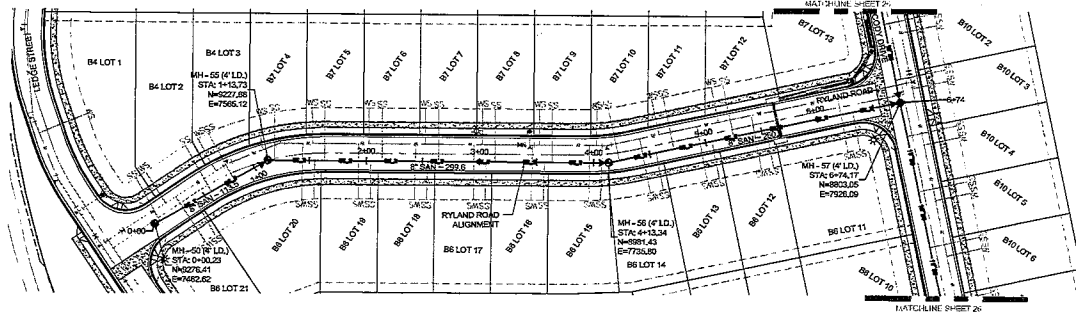 MATCHLINE SHEET 26
LEDGE STREET
B4 LOT 1
B4 LOT 2
B4 LOT 3
B7 LOT 4
B7 LOT 5
B7 LOT 6
B7 LOT 7
B7 LOT 8
B7 LOT 9
B7 LOT 10
B7 LOT 11
B7 LOT 12
B7 LOT 13
B10 LOT 2
B10 LOT 3
B10 LOT 4
B10 LOT 5
B10 LOT 6
MH - 55 (4' I.D.)
STA: 1+13.73
N=9227.88
E=7565.12
RYLAND ROAD
0+00
1+00
2+00
3+00
4+00
5+00
6+00
6+74
8" SAN - 299.6
MH - 57 (4' I.D.)
STA: 6+74.17
N=8803.05
E=7926.09
RYLAND ROAD
ALIGNMENT
MH - 56 (4' I.D.)
STA: 4+13.34
N=8981.43
E=7735.80
MH - 50 (4' I.D.)
STA: 0+00.23
N=9276.41
E=7462.62
B6 LOT 21
B6 LOT 20
B6 LOT 19
B6 LOT 18
B6 LOT 17
B6 LOT 16
B6 LOT 15
B6 LOT 14
B6 LOT 13
B6 LOT 12
B6 LOT 11
B6 LOT 10
MATCHLINE SHEET 26